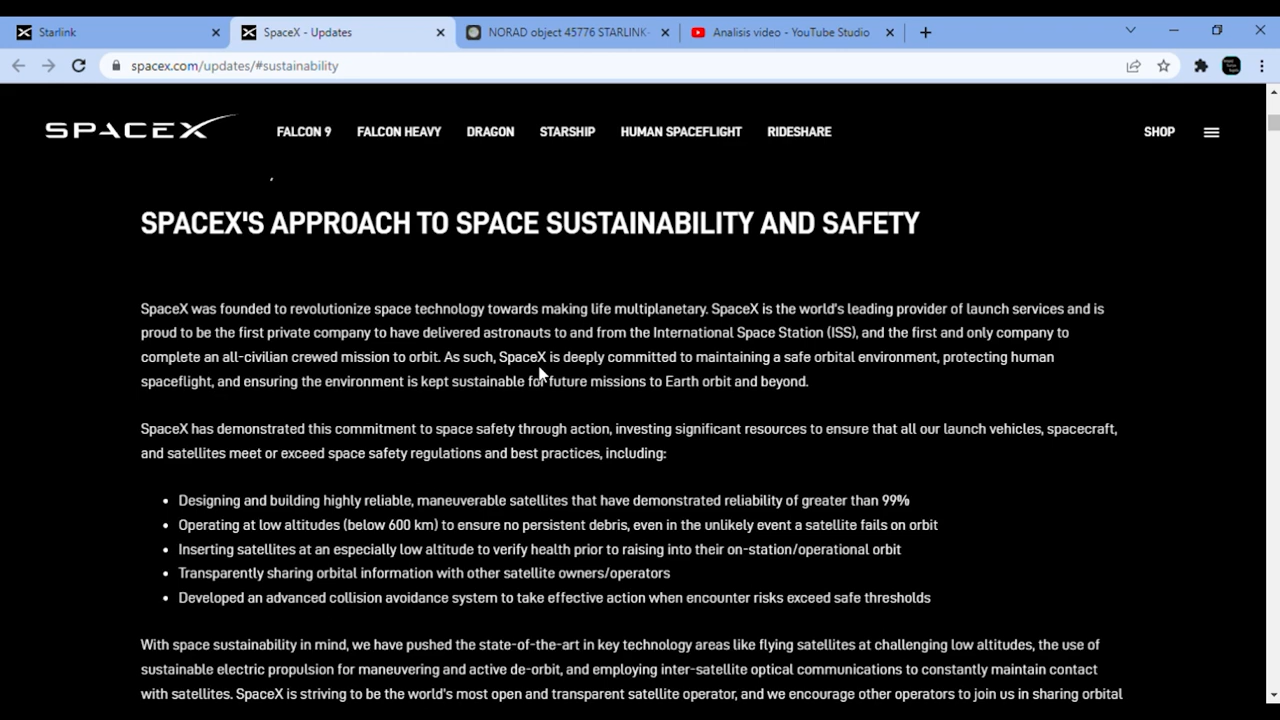 Starlink
SpaceX - Updates
NORAD object 45776 STARLINK-
Analisis video - YouTube Studio
spacex.com/updates/#sustainability
SPACEX
FALCON 9
FALCON HEAVY
DRAGON
STARSHIP
HUMAN SPACEFLIGHT
RIDESHARE
SHOP
SPACEX'S APPROACH TO SPACE SUSTAINABILITY AND SAFETY
SpaceX was founded to revolutionize space technology towards making life multiplanetary. SpaceX is the world's leading provider of launch services and is
proud to be the first private company to have delivered astronauts to and from the International Space Station (ISS), and the first and only company to
complete an all-civilian crewed mission to orbit. As such, SpaceX is deeply committed to maintaining a safe orbital environment, protecting human
spaceflight, and ensuring the environment is kept sustainable for future missions to Earth orbit and beyond.
SpaceX has demonstrated this commitment to space safety through action, investing significant resources to ensure that all our launch vehicles, spacecraft,
and satellites meet or exceed space safety regulations and best practices, including:
• Designing and building highly reliable, maneuverable satellites that have demonstrated reliability of greater than 99%
• Operating at low altitudes (below 600 km) to ensure no persistent debris, even in the unlikely event a satellite fails on orbit
• Inserting satellites at an especially low altitude to verify health prior to raising into their on-station/operational orbit
• Transparently sharing orbital information with other satellite owners/operators
• Developed an advanced collision avoidance system to take effective action when encounter risks exceed safe thresholds
With space sustainability in mind, we have pushed the state-of-the-art in key technology areas like flying satellites at challenging low altitudes, the use of
sustainable electric propulsion for maneuvering and active de-orbit, and employing inter-satellite optical communications to constantly maintain contact
with satellites. SpaceX is striving to be the world's most open and transparent satellite operator, and we encourage other operators to join us in sharing orbital